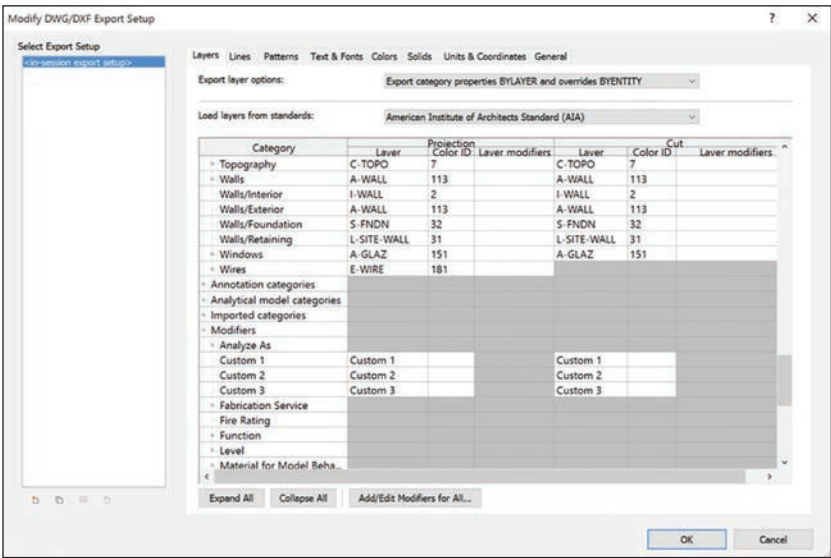 Modify DWG/DXF Export Setup
Select Export Setup
<in-session export setup>
Layers Lines Patterns Text & Fonts Colors Solids Units & Coordinates General
Export layer options: Export category properties BYLAYER and overrides BYENTITY
Load layers from standards: American Institute of Architects Standard (AIA)
Category Projection Cut
Layer Color ID Layer modifiers Layer Color ID Layer modifiers
Topography C-TOPO 7 C-TOPO 7
Walls A-WALL 113 A-WALL 113
Walls/Interior I-WALL 2 I-WALL 2
Walls/Exterior A-WALL 113 A-WALL 113
Walls/Foundation S-FNDN 32 S-FNDN 32
Walls/Retaining L-SITE-WALL 31 L-SITE-WALL 31
Windows A-GLAZ 151 A-GLAZ 151
Wires E-WIRE 181
Annotation categories
Analytical model categories
Imported categories
Modifiers
Analyze As
Custom 1 Custom 1 Custom 1
Custom 2 Custom 2 Custom 2
Custom 3 Custom 3 Custom 3
Fabrication Service
Fire Rating
Function
Level
Material for Model Beha...
Expand All Collapse All Add/Edit Modifiers for All...
OK Cancel